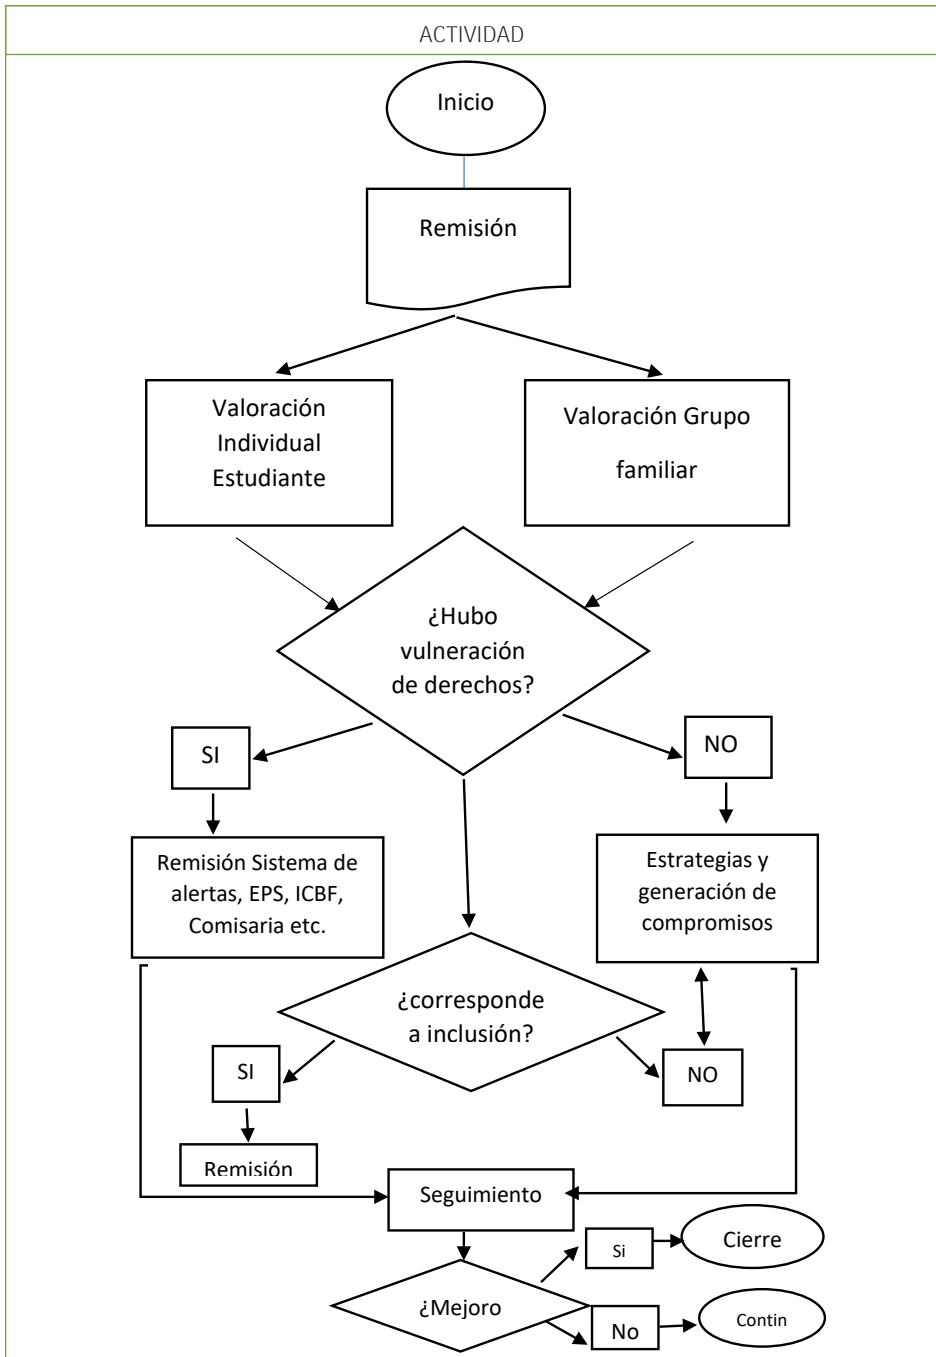 ACTIVIDAD
Inicio
Remisión
Valoración
Individual
Estudiante
Valoración Grupo
familiar
¿Hubo
vulneración
de derechos?
SI
NO
Remisión Sistema de
alertas, EPS, ICBF,
Comisaria etc.
Estrategias y
generación de
compromisos
¿corresponde
a inclusión?
SI
NO
Remisión
Seguimiento
Si
Cierre
¿Mejoro
No
Contin